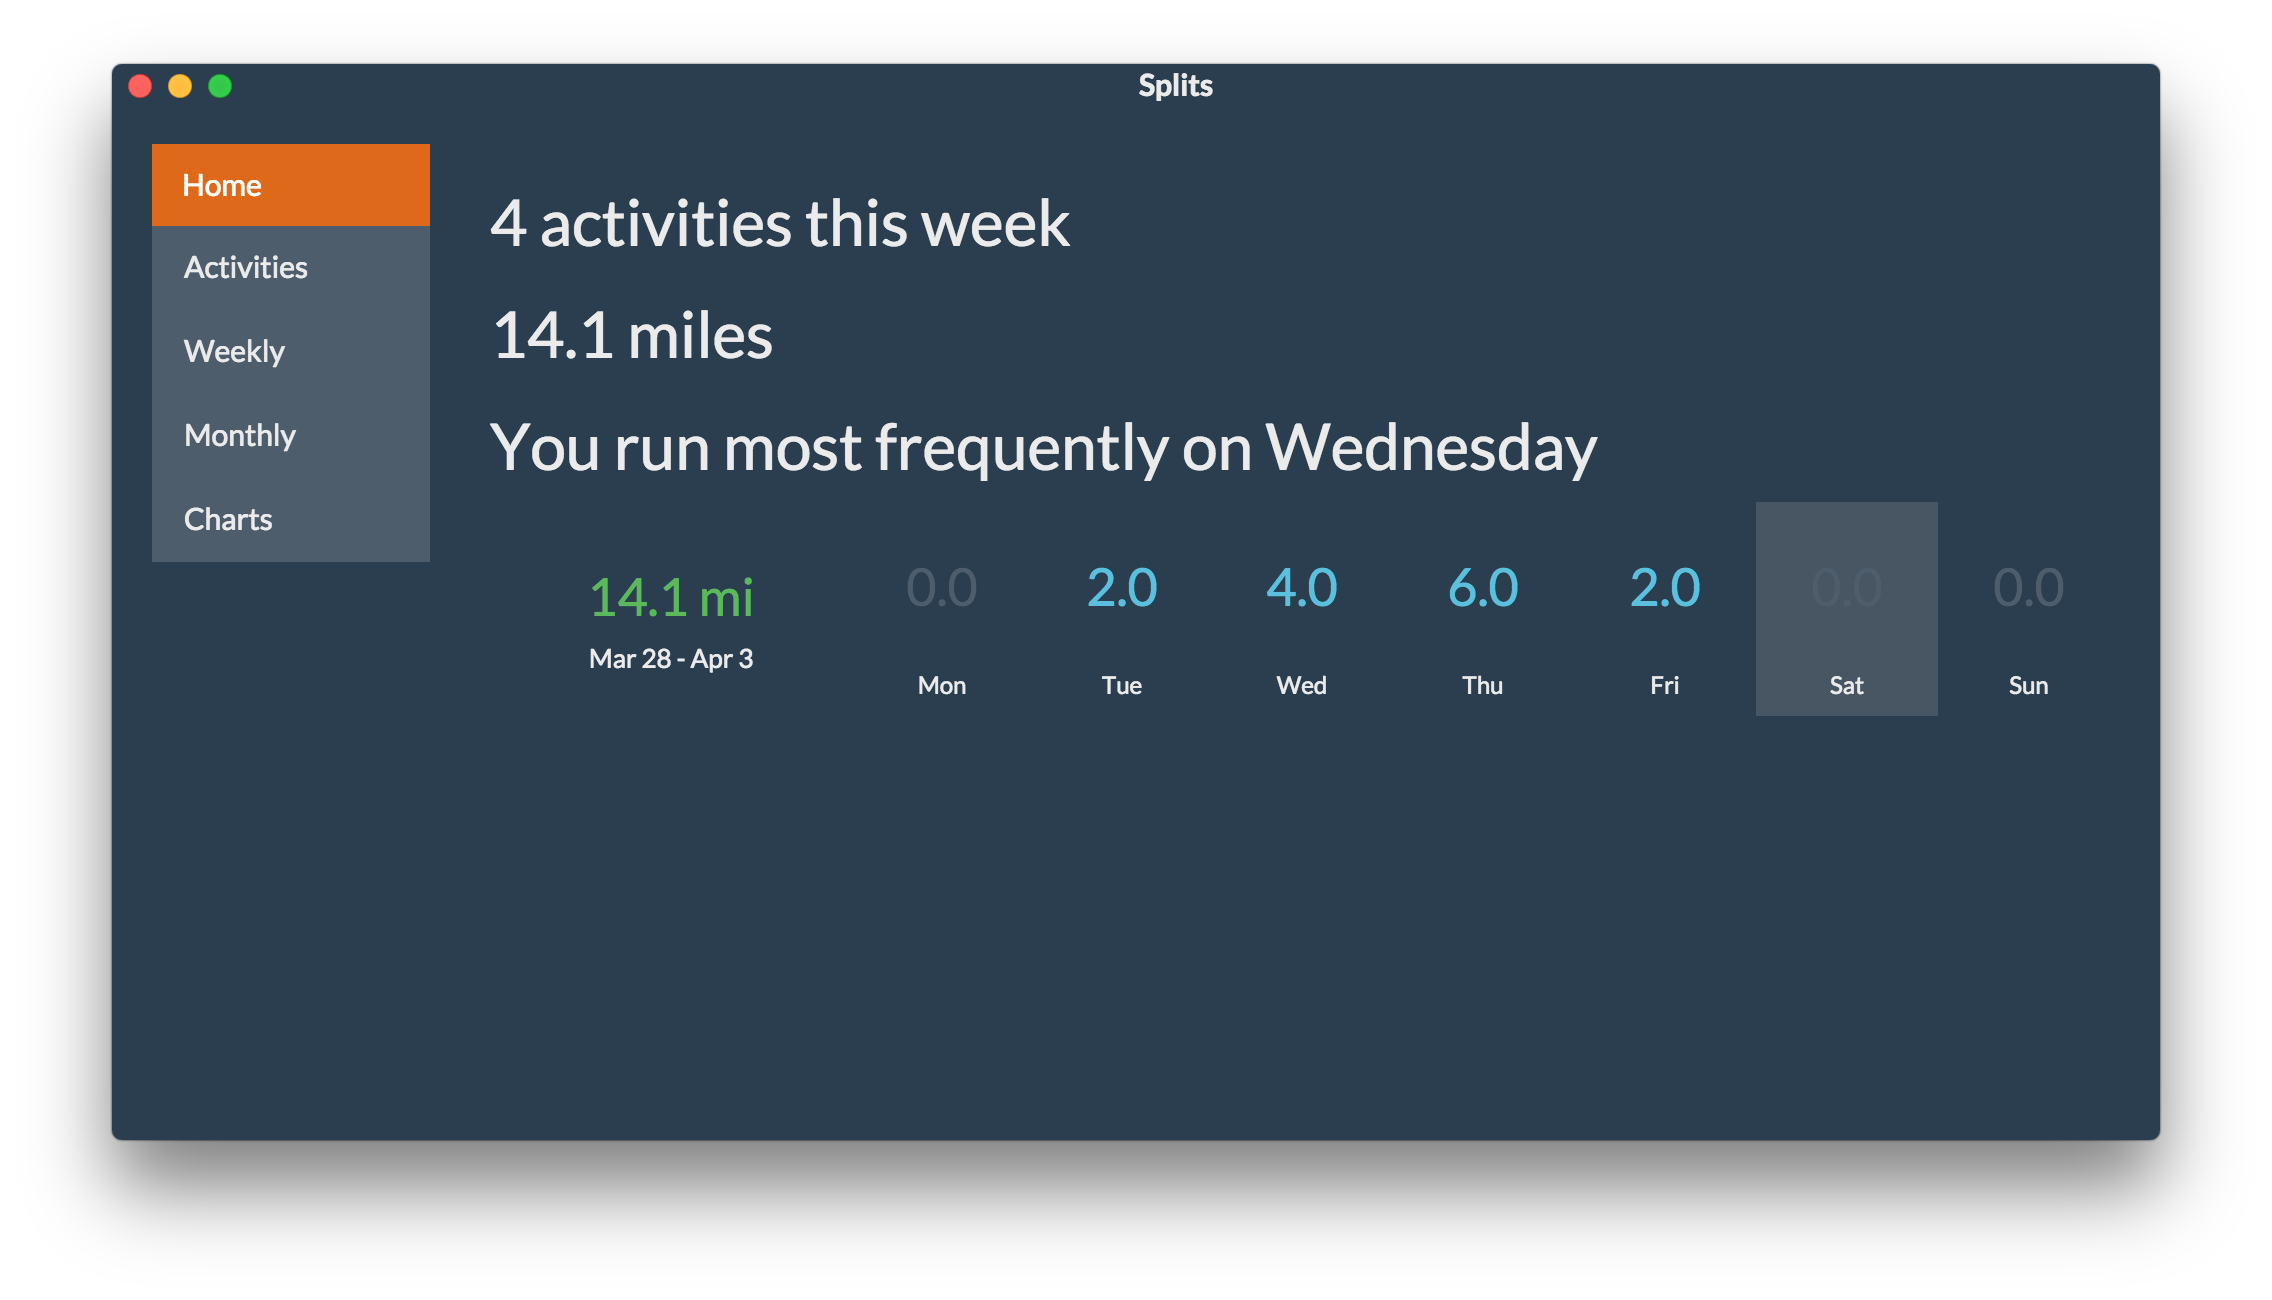 Splits
Home
Activities
Weekly
Monthly
Charts
4 activities this week
14.1 miles
You run most frequently on Wednesday
14.1 mi
Mar 28 - Apr 3
0.0 2.0 4.0 6.0 2.0 0.0 0.0
Mon Tue Wed Thu Fri Sat Sun